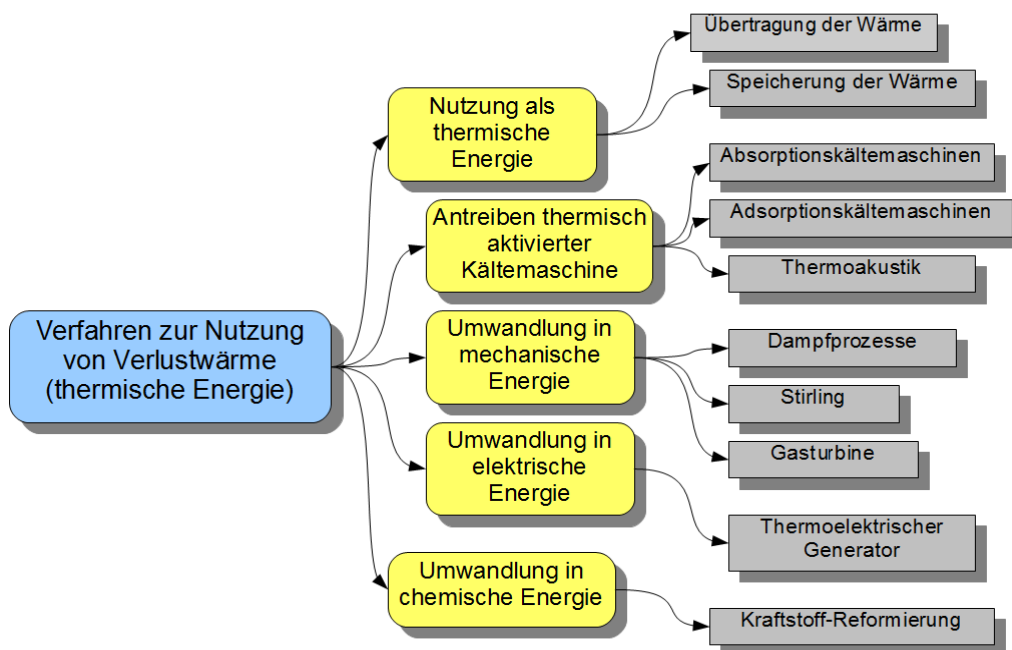 Verfahren zur Nutzung
von Verlustwärme
(thermische Energie)
Nutzung als
thermische
Energie
Übertragung der Wärme
Speicherung der Wärme
Antreiben thermisch
aktivierter
Kältemaschine
Absorptionskältemaschinen
Adsorptionskältemaschinen
Thermoakustik
Umwandlung in
mechanische
Energie
Dampfprozesse
Stirling
Gasturbine
Umwandlung in
elektrische
Energie
Thermoelektrischer
Generator
Umwandlung in
chemische Energie
Kraftstoff-Reformierung